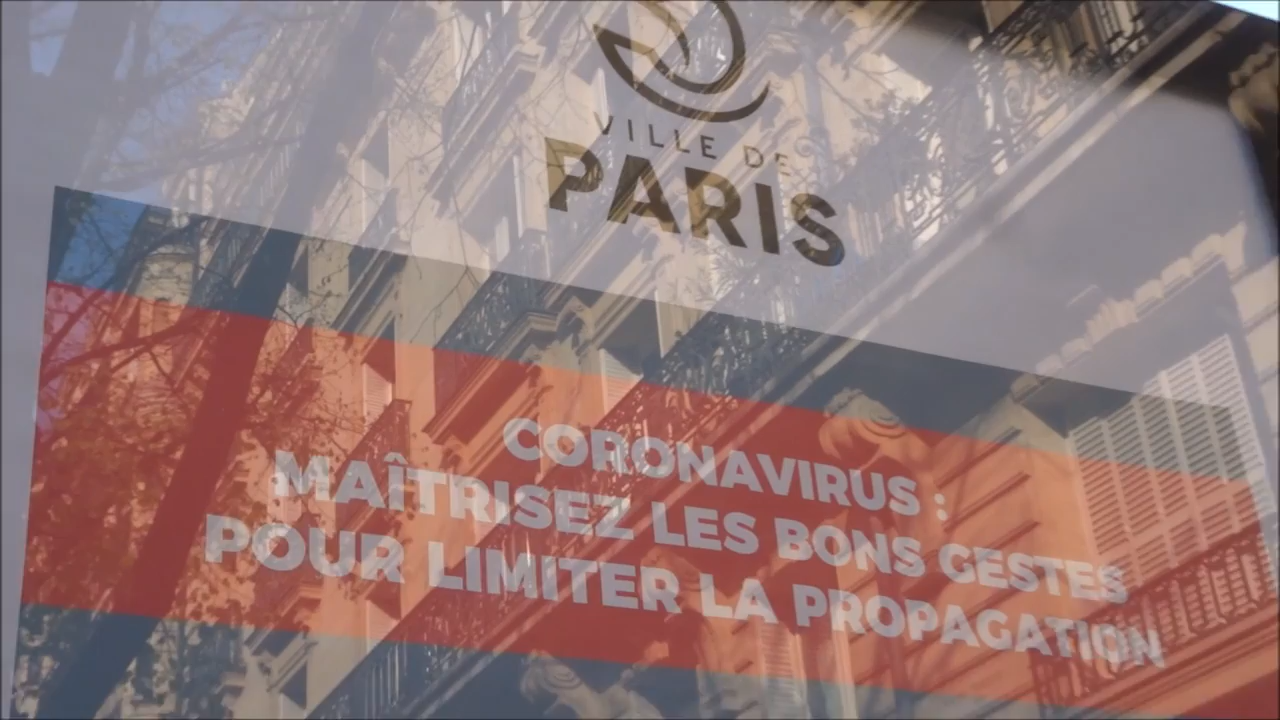 VILLE DE
PARIS
CORONAVIRUS :
MAÎTRISEZ LES BONS GESTES
POUR LIMITER LA PROPAGATION